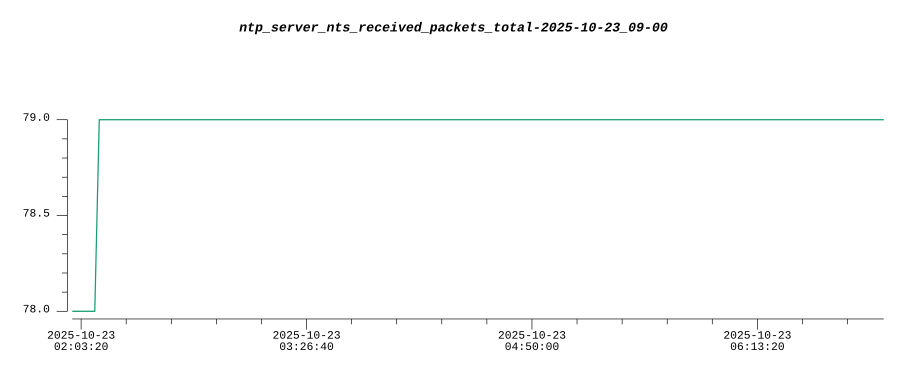 ntp_server_nts_received_packets_total-2025-10-23_09-00
79.0
78.5
78.0
2025-10-23 2025-10-23 2025-10-23 2025-10-23
02:03:20 03:26:40 04:50:00 06:13:20